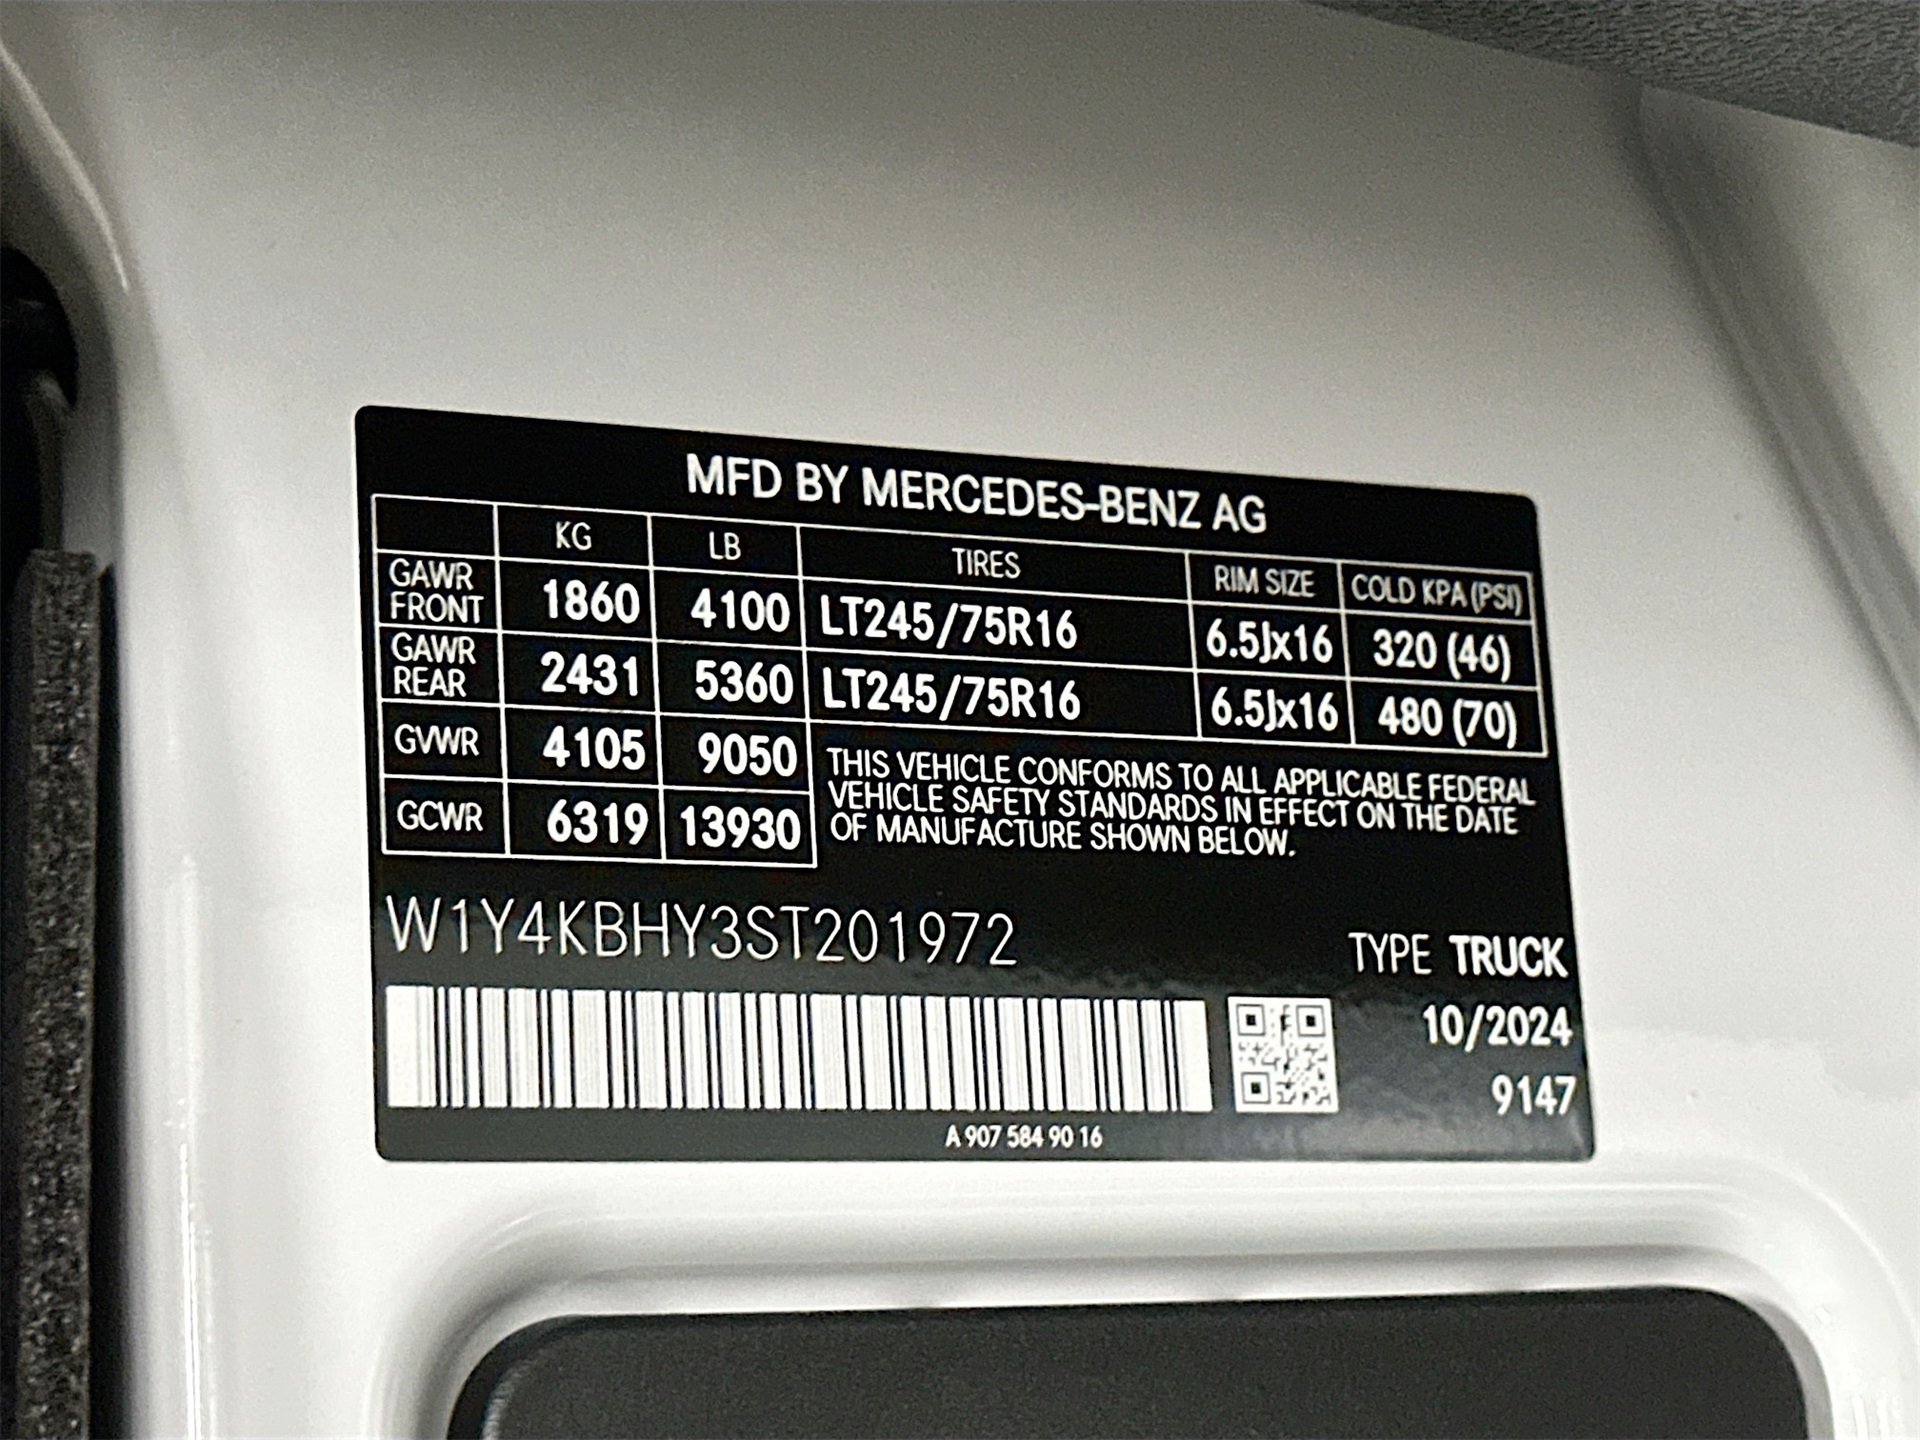 MFD BY MERCEDES-BENZ AG
KG LB TIRES RIM SIZE COLD KPA (PSI)
GAWR FRONT 1860 4100 LT245/75R16 6.5Jx16 320 (46)
GAWR REAR 2431 5360 LT245/75R16 6.5Jx16 480 (70)
GVWR 4105 9050
GCWR 6319 13930
THIS VEHICLE CONFORMS TO ALL APPLICABLE FEDERAL
VEHICLE SAFETY STANDARDS IN EFFECT ON THE DATE
OF MANUFACTURE SHOWN BELOW.
W1Y4KBHY3ST201972
TYPE TRUCK
10/2024
9147
A 907 584 90 16